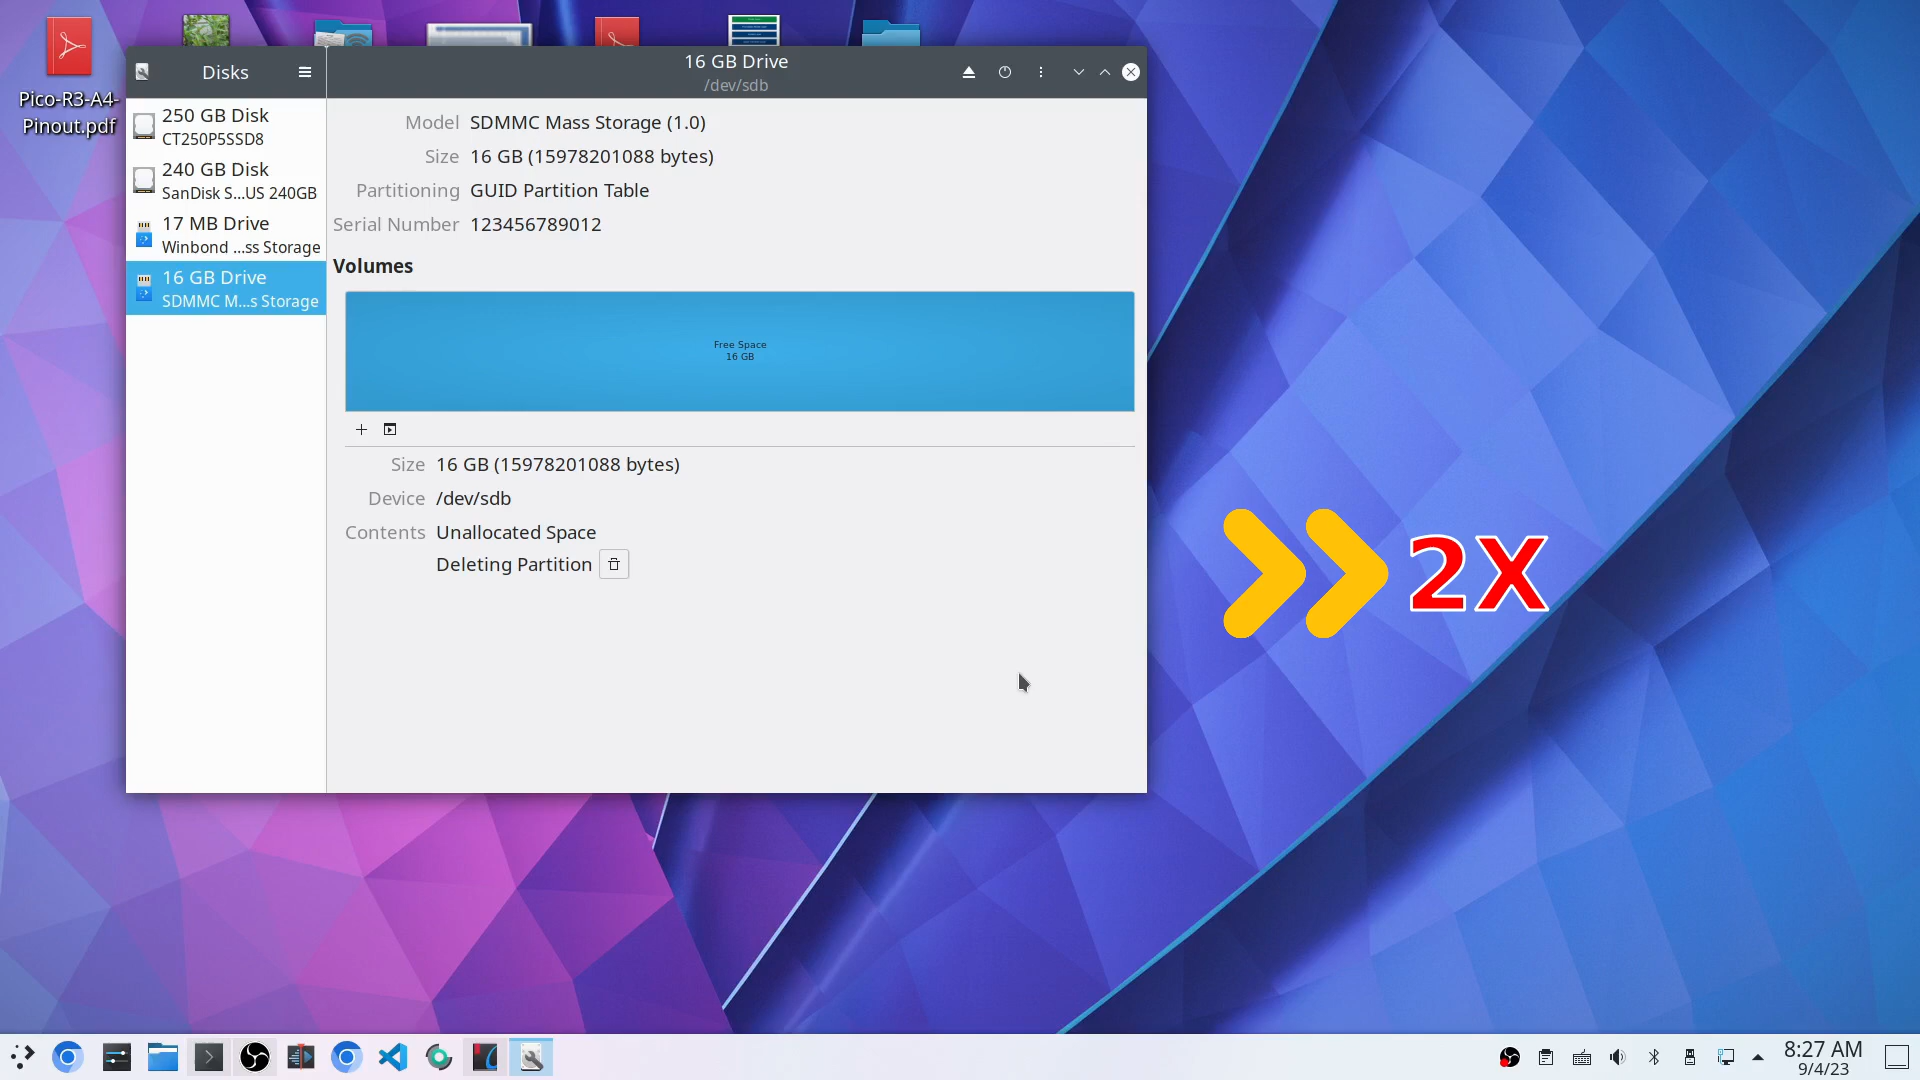 Pico-R3-A4-
Pinout.pdf
Disks
16 GB Drive
/dev/sdb
250 GB Disk
CT250P5SSD8
240 GB Disk
SanDisk S...US 240GB
17 MB Drive
Winbond ...ss Storage
16 GB Drive
SDMMC M...s Storage
Model SDMMC Mass Storage (1.0)
Size 16 GB (15978201088 bytes)
Partitioning GUID Partition Table
Serial Number 123456789012
Volumes
Free Space
16 GB
Size 16 GB (15978201088 bytes)
Device /dev/sdb
Contents Unallocated Space
Deleting Partition
2X
8:27 AM
9/4/23